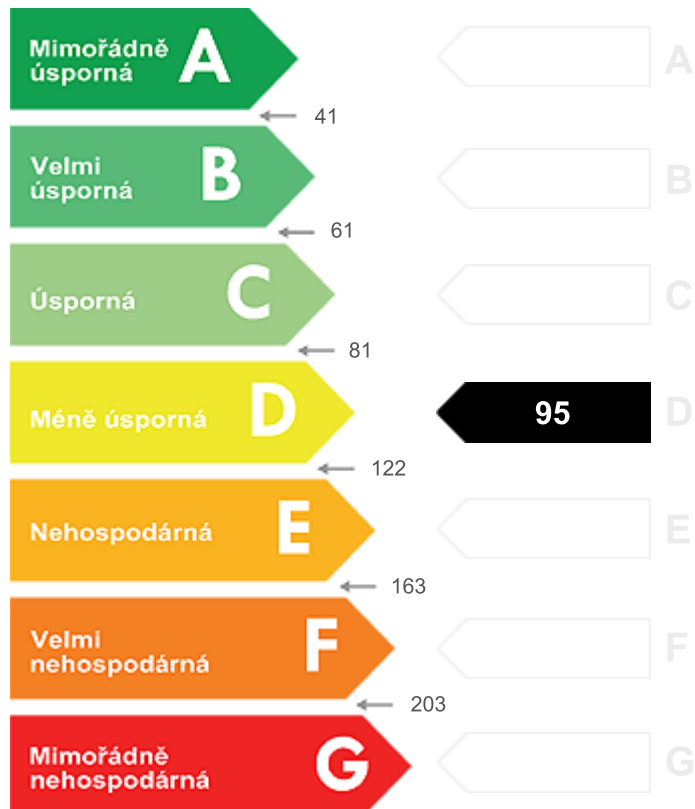 Mimořádně
úsporná
A
A
41
Velmi
úsporná
B
B
61
Úsporná
C
C
81
Méně úsporná
D
95
D
122
Nehospodárná
E
E
163
Velmi
nehospodárná
F
F
203
Mimořádně
nehospodárná
G
G